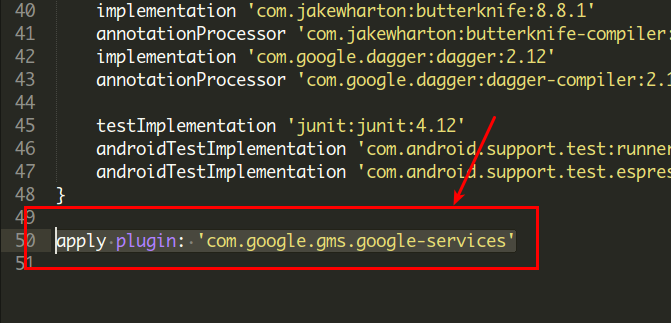 40 implementation 'com.jakewharton:butterknife:8.8.1'
41 annotationProcessor 'com.jakewharton:butterknife-compiler:
42 implementation 'com.google.dagger:dagger:2.12'
43 annotationProcessor 'com.google.dagger:dagger-compiler:2.1
44
45 testImplementation 'junit:junit:4.12'
46 androidTestImplementation 'com.android.support.test:runner
47 androidTestImplementation 'com.android.support.test.espres
48 }
49
50 apply plugin: 'com.google.gms.google-services'
51